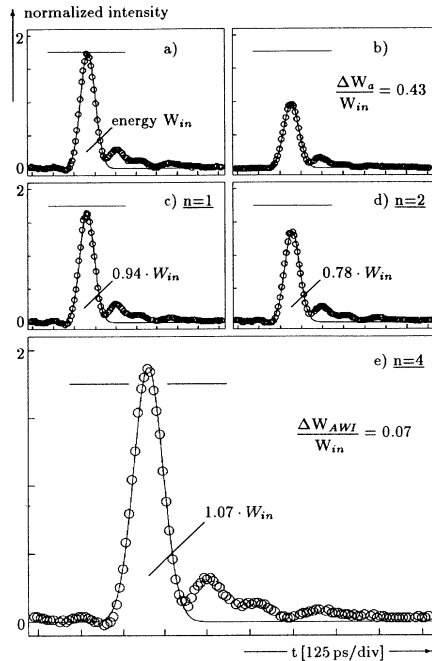 normalized intensity
2
a)
energy W_in
0
b)
ΔW_a / W_in = 0.43
2
c) n=1
0.94 · W_in
0
d) n=2
0.78 · W_in
2
e) n=4
ΔW_AWI / W_in = 0.07
1.07 · W_in
0
t [125 ps/div]